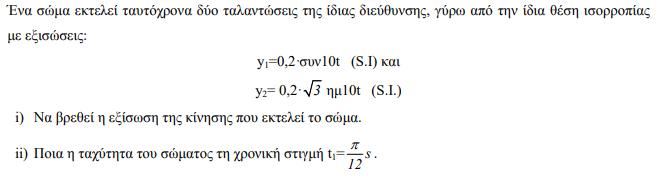 Ένα σώμα εκτελεί ταυτόχρονα δύο ταλαντώσεις της ίδιας διεύθυνσης, γύρω από την ίδια θέση ισορροπίας
με εξισώσεις:
y₁=0,2·συν10t (S.I) και
y₂= 0,2·√3 ημ10t (S.I.)
i) Να βρεθεί η εξίσωση της κίνησης που εκτελεί το σώμα.
ii) Ποια η ταχύτητα του σώματος τη χρονική στιγμή t₁=π/12 s .